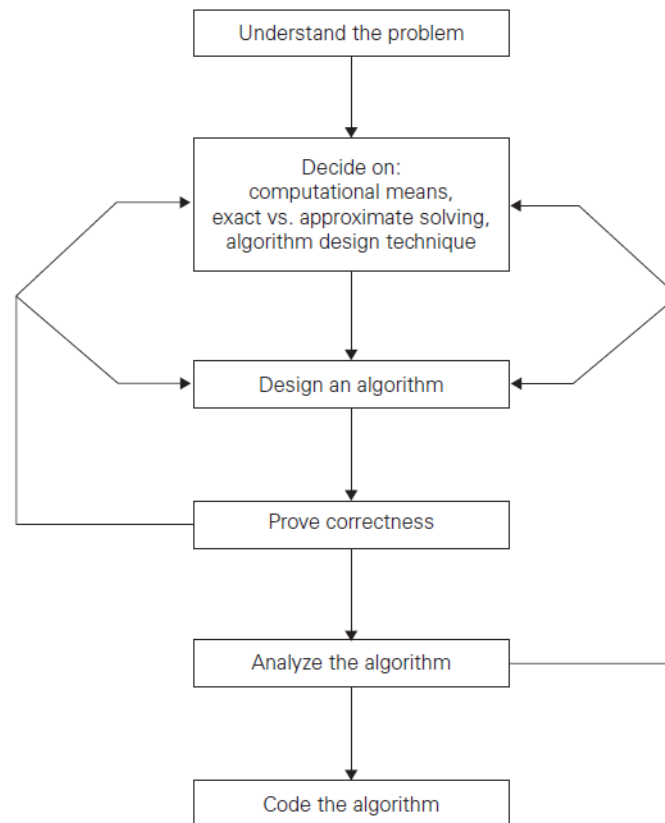 Understand the problem
Decide on:
computational means,
exact vs. approximate solving,
algorithm design technique
Design an algorithm
Prove correctness
Analyze the algorithm
Code the algorithm